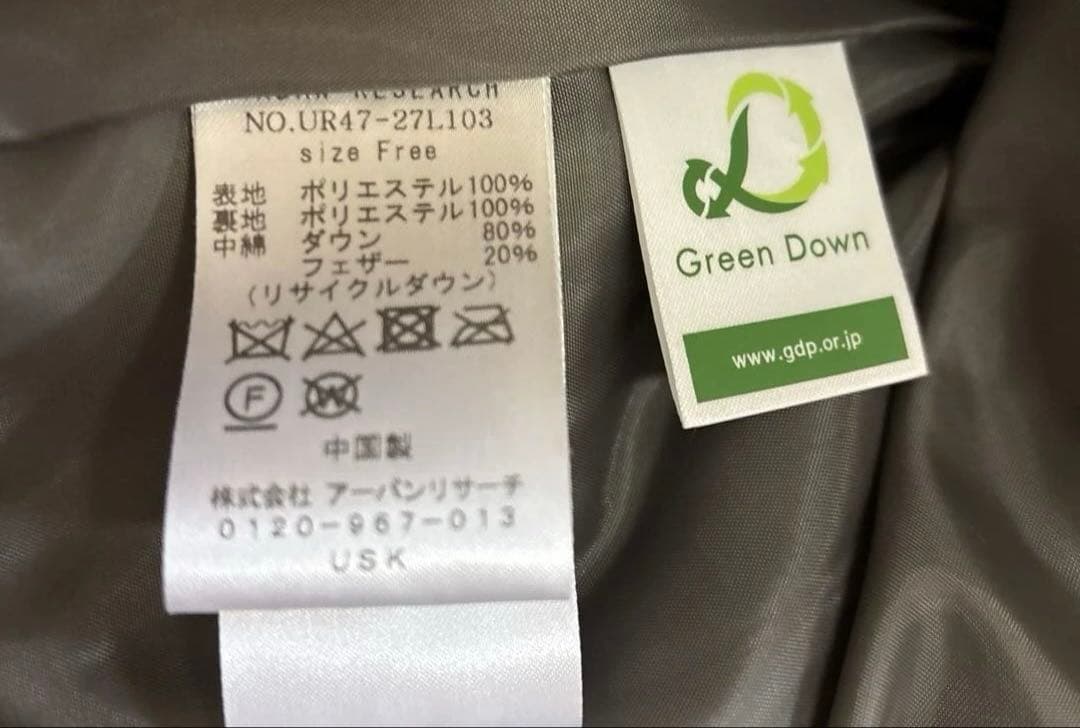 RESEARCH
NO.UR47-27L103
size Free
表地 ポリエステル100%
裏地 ポリエステル100%
中綿 ダウン 80%
フェザー 20%
(リサイクルダウン)
F
W
中国製
株式会社 アーバンリサーチ
0120-967-013
USK
Green Down
www.gdp.or.jp